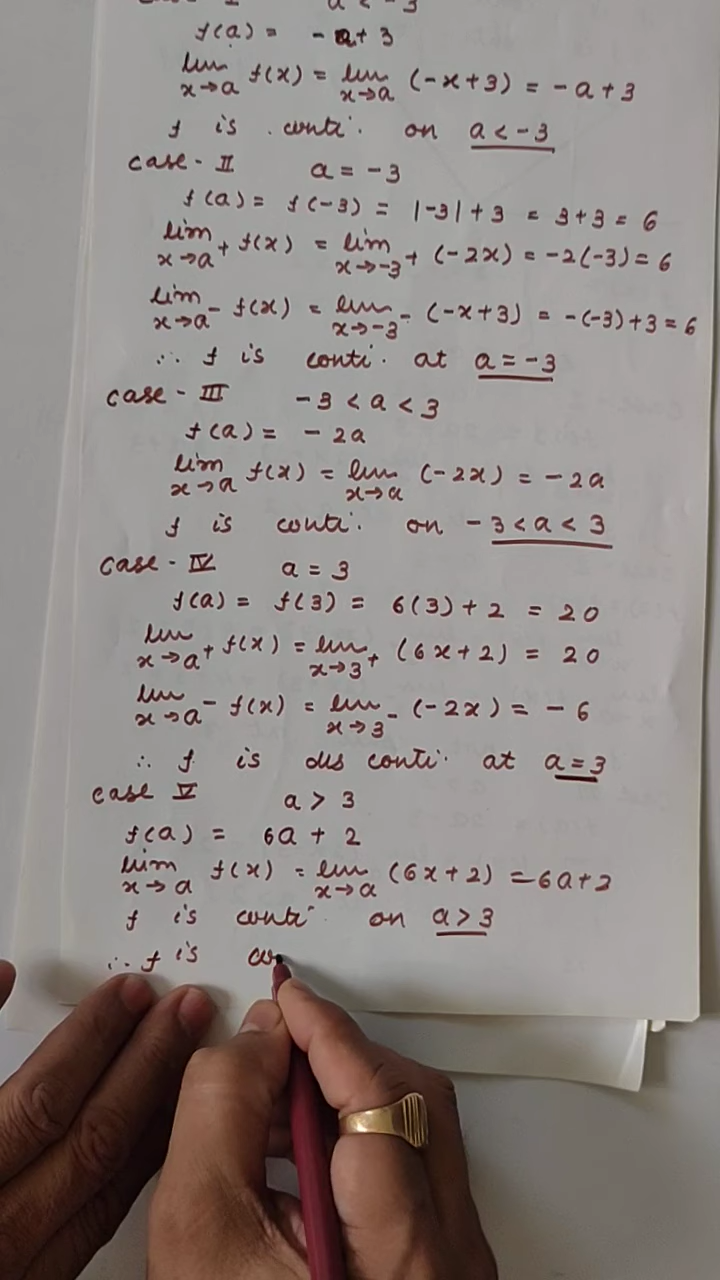 a < -3
f(a) = -a + 3
lim x→a f(x) = lim x→a (-x+3) = -a + 3
f is conti. on a < -3
case - II a = -3
f(a) = f(-3) = |-3| + 3 = 3+3 = 6
lim x→a+ f(x) = lim x→-3+ (-2x) = -2(-3) = 6
lim x→a- f(x) = lim x→-3- (-x+3) = -(-3)+3 = 6
∴ f is conti. at a = -3
case - III -3 < a < 3
f(a) = -2a
lim x→a f(x) = lim x→a (-2x) = -2a
f is conti. on -3 < a < 3
case - IV a = 3
f(a) = f(3) = 6(3) + 2 = 20
lim x→a+ f(x) = lim x→3+ (6x+2) = 20
lim x→a- f(x) = lim x→3- (-2x) = -6
∴ f is dis conti. at a = 3
case V a > 3
f(a) = 6a + 2
lim x→a f(x) = lim x→a (6x+2) = 6a+2
f is conti. on a > 3
∴ f is co